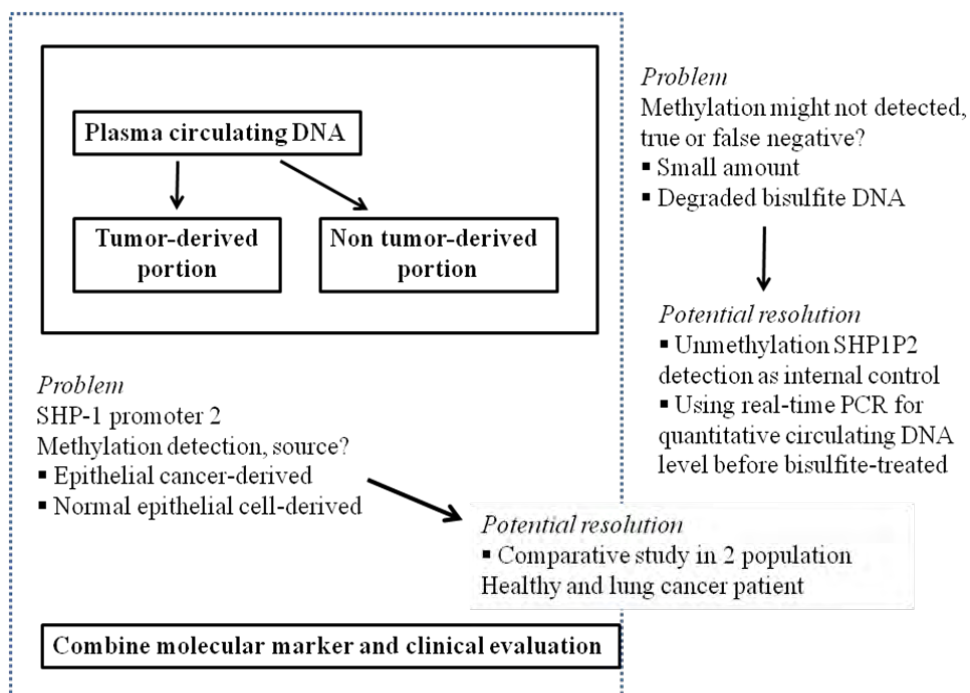 Plasma circulating DNA
Tumor-derived
portion
Non tumor-derived
portion
Problem
SHP-1 promoter 2
Methylation detection, source?
▪ Epithelial cancer-derived
▪ Normal epithelial cell-derived
Potential resolution
▪ Comparative study in 2 population
Healthy and lung cancer patient
Combine molecular marker and clinical evaluation
Problem
Methylation might not detected,
true or false negative?
▪ Small amount
▪ Degraded bisulfite DNA
Potential resolution
▪ Unmethylation SHP1P2
detection as internal control
▪ Using real-time PCR for
quantitative circulating DNA
level before bisulfite-treated